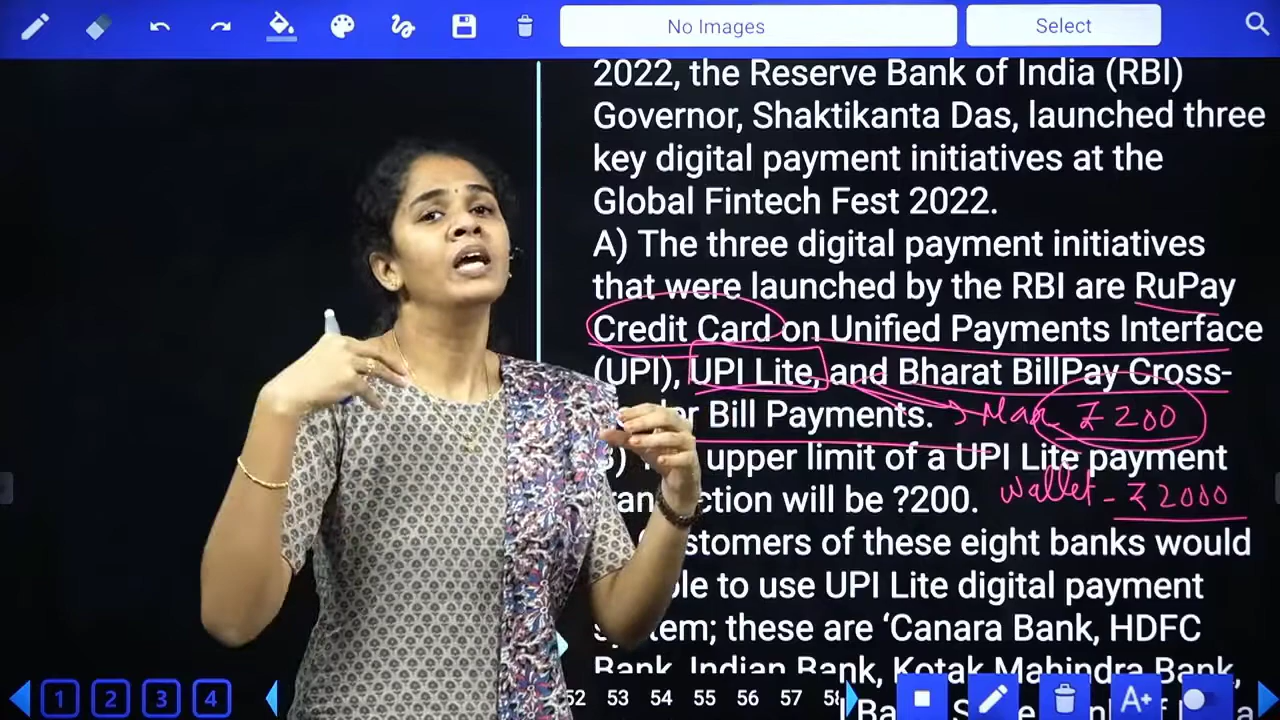 No Images
Select
2022, the Reserve Bank of India (RBI)
Governor, Shaktikanta Das, launched three
key digital payment initiatives at the
Global Fintech Fest 2022.
A) The three digital payment initiatives
that were launched by the RBI are RuPay
Credit Card on Unified Payments Interface
(UPI), UPI Lite, and Bharat BillPay Cross-
Bill Payments. → Max ₹200
upper limit of a UPI Lite payment
ction will be ?200. wallet - ₹2000
stomers of these eight banks would
ble to use UPI Lite digital payment
system; these are ‘Canara Bank, HDFC
Bank, Indian Bank, Kotak Mahindra Bank,
1 2 3 4 52 53 54 55 56 57 58 A+